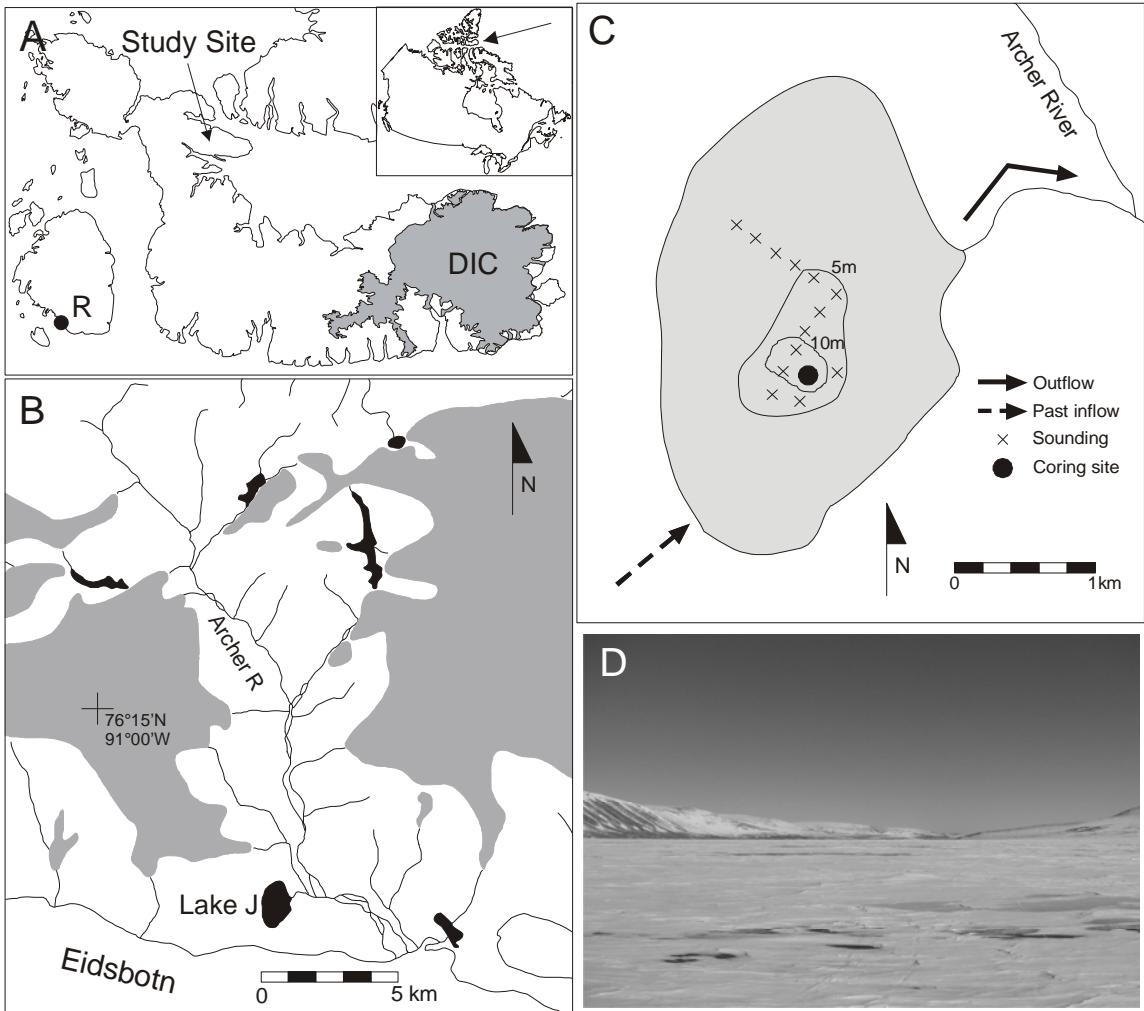 A
Study Site
DIC
R
B
N
Archer R
76°15'N
91°00'W
Lake J
Eidsbotn
0
5 km
C
Archer River
5m
10m
Outflow
Past inflow
Sounding
Coring site
N
0
1km
D